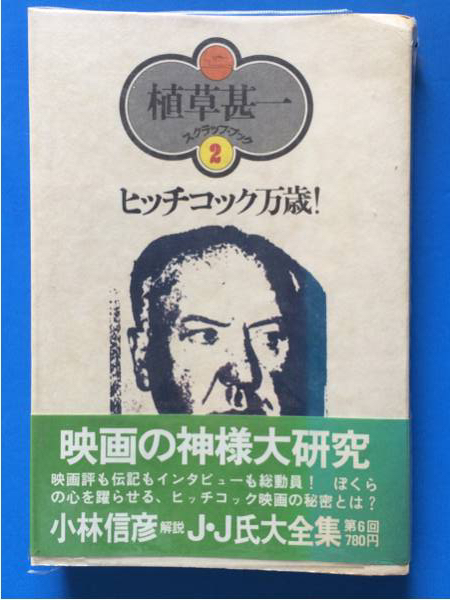 植草甚一
スクラップ・ブック
2
ヒッチコック万歳!
映画の神様大研究
映画評も伝記もインタビューも総動員! ぼくら
の心を躍らせる、ヒッチコック映画の秘密とは?
小林信彦 解説 J・J氏大全集 第6回
780円